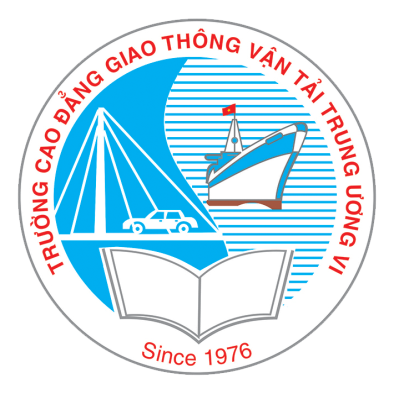 TRƯỜNG CAO ĐẲNG GIAO THÔNG VẬN TẢI TRUNG ƯƠNG VI
Since 1976